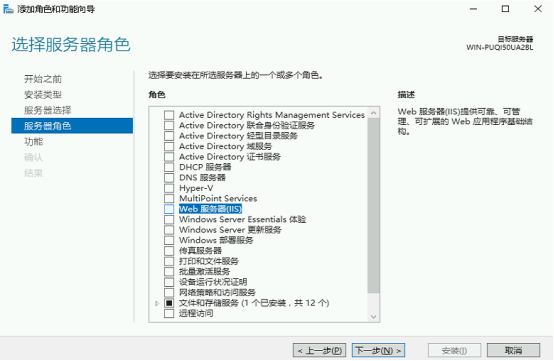 添加角色和功能向导
选择服务器角色
目标服务器
WIN-PUQI50UA2BL
开始之前
安装类型
服务器选择
服务器角色
功能
确认
结果
选择要安装在所选服务器上的一个或多个角色。
角色
Active Directory Rights Management Services
Active Directory 联合身份验证服务
Active Directory 轻型目录服务
Active Directory 域服务
Active Directory 证书服务
DHCP 服务器
DNS 服务器
Hyper-V
MultiPoint Services
Web 服务器(IIS)
Windows Server Essentials 体验
Windows Server 更新服务
Windows 部署服务
传真服务器
打印和文件服务
批量激活服务
设备运行状况证明
网络策略和访问服务
文件和存储服务 (1 个已安装，共 12 个)
远程访问
描述
Web 服务器(IIS)提供可靠、可管
理、可扩展的 Web 应用程序基础结
构。
< 上一步(P)
下一步(N) >
安装(I)
取消